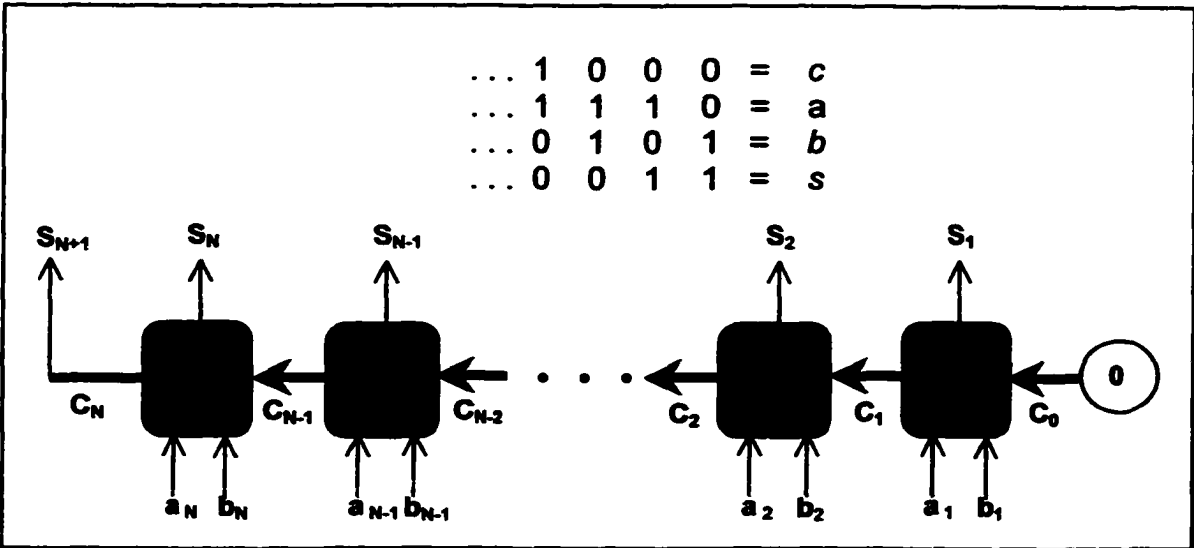 ... 1 0 0 0 = c
... 1 1 1 0 = a
... 0 1 0 1 = b
... 0 0 1 1 = s
S_{N+1} S_N S_{N-1} S_2 S_1
0
C_N C_{N-1} C_{N-2} . . . C_2 C_1 C_0
a_N b_N a_{N-1} b_{N-1} a_2 b_2 a_1 b_1